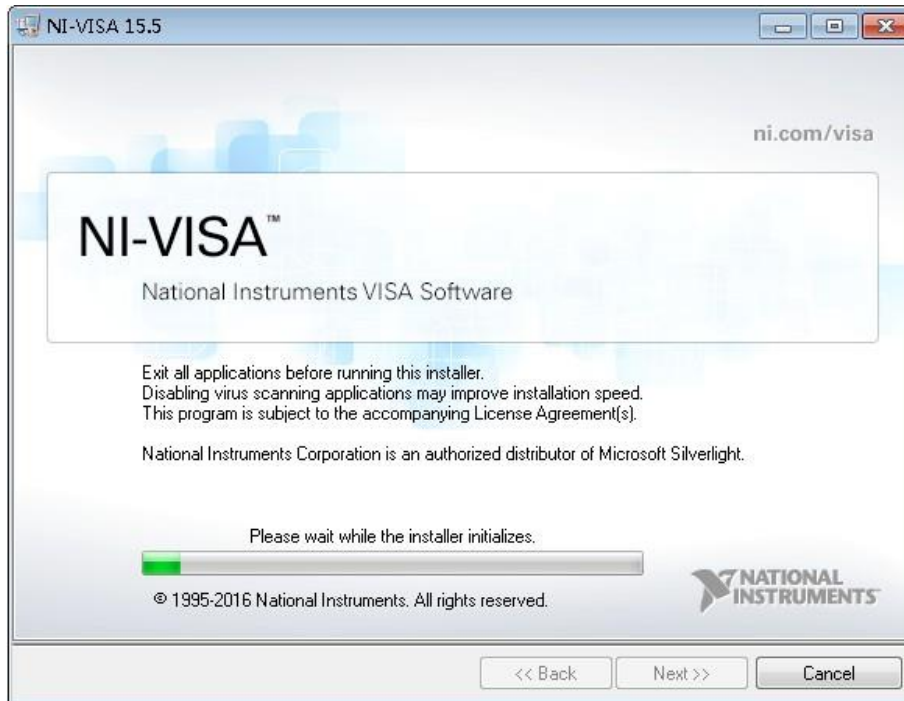 NI-VISA 15.5
ni.com/visa
NI-VISA™
National Instruments VISA Software
Exit all applications before running this installer.
Disabling virus scanning applications may improve installation speed.
This program is subject to the accompanying License Agreement(s).
National Instruments Corporation is an authorized distributor of Microsoft Silverlight.
Please wait while the installer initializes.
© 1995-2016 National Instruments. All rights reserved.
NATIONAL
INSTRUMENTS™
<< Back Next >> Cancel